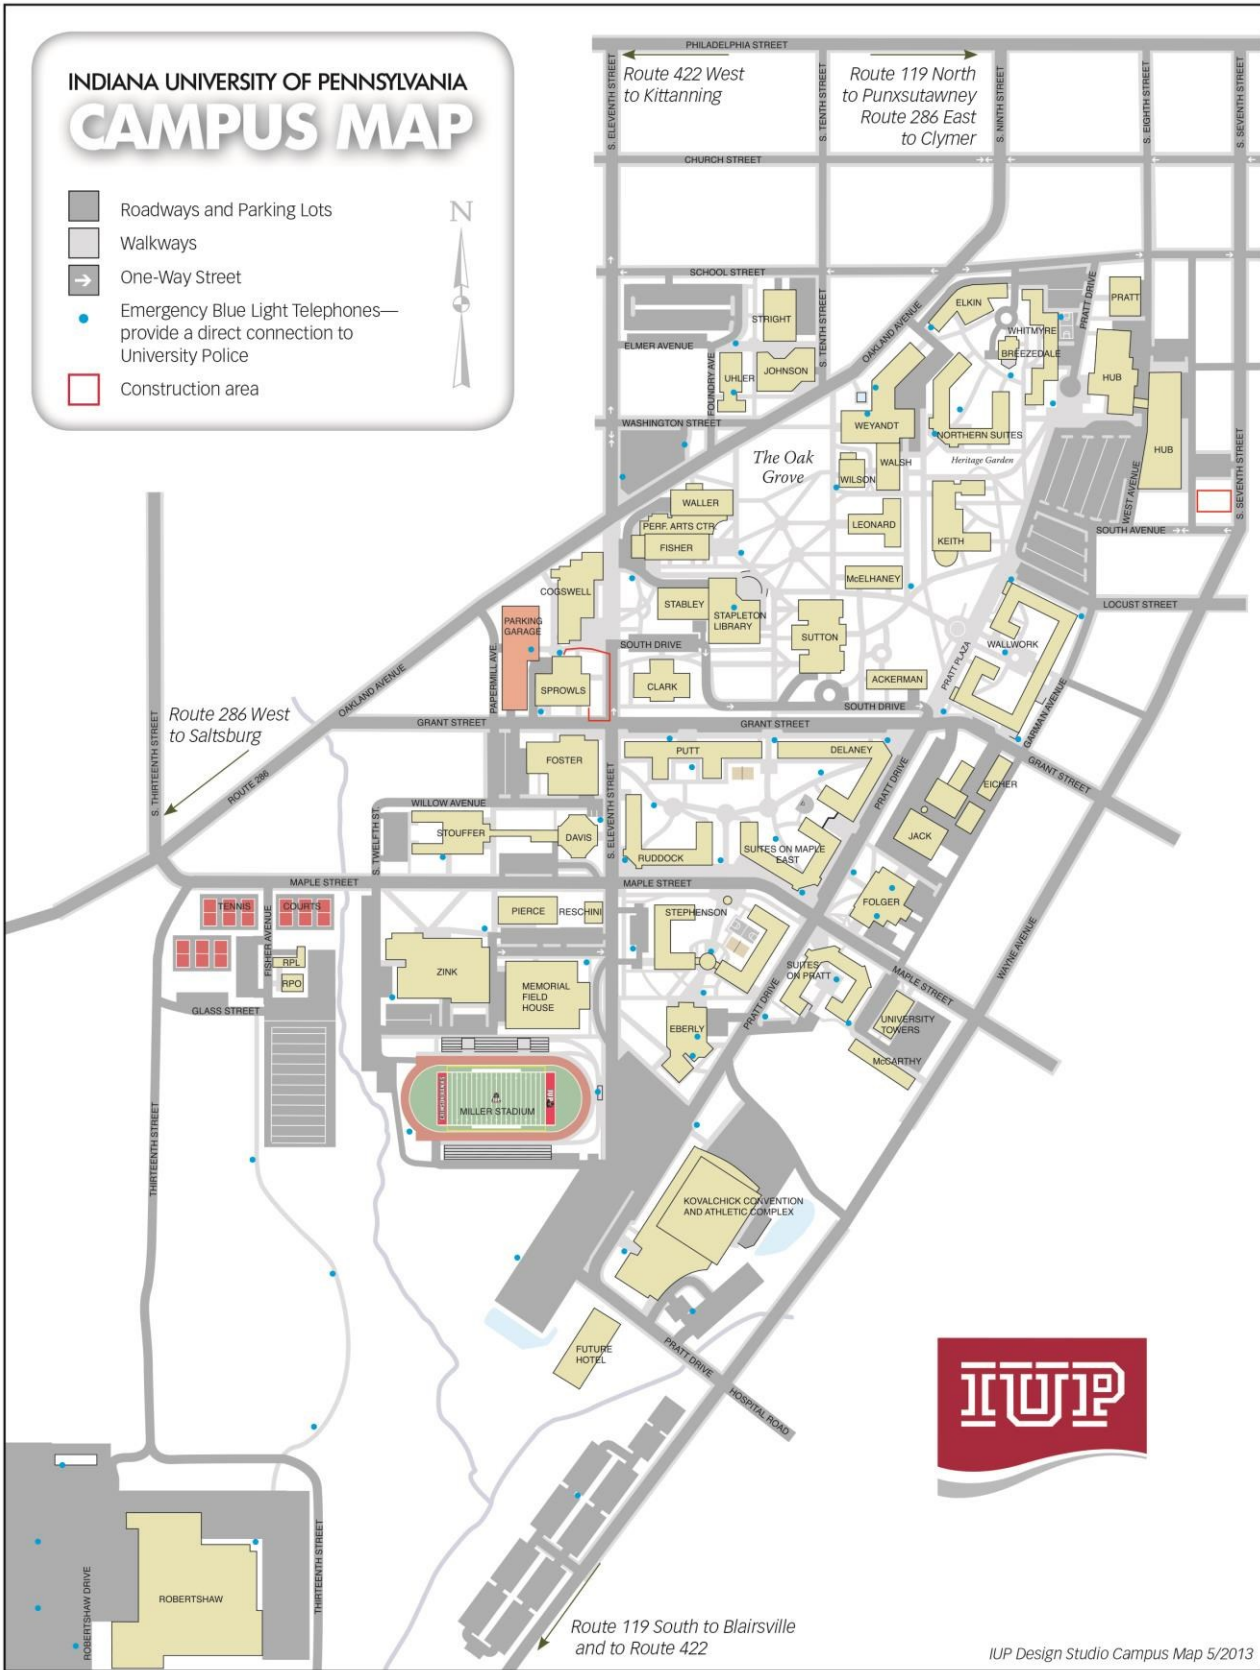 INDIANA UNIVERSITY OF PENNSYLVANIA
CAMPUS MAP
Roadways and Parking Lots
Walkways
One-Way Street
Emergency Blue Light Telephones—
provide a direct connection to
University Police
Construction area
N
PHILADELPHIA STREET
Route 422 West
to Kittanning
Route 119 North
to Punxsutawney
Route 286 East
to Clymer
S. ELEVENTH STREET
S. TENTH STREET
S. NINTH STREET
S. EIGHTH STREET
S. SEVENTH STREET
CHURCH STREET
SCHOOL STREET
STRIGHT
S. TENTH STREET
OAKLAND AVENUE
ELKIN
WHITMYRE
PRATT DRIVE
PRATT
BREEZEDALE
ELMER AVENUE
FOUNDRY AVE
UHLER
JOHNSON
HUB
WASHINGTON STREET
WEYANDT
NORTHERN SUITES
HUB
The Oak
Grove
WALSH
WILSON
Heritage Garden
S. SEVENTH STREET
WEST AVENUE
WALLER
PERF. ARTS CTR.
FISHER
LEONARD
KEITH
SOUTH AVENUE
McELHANEY
COGSWELL
STABLEY
STAPLETON
LIBRARY
LOCUST STREET
PARKING
GARAGE
SUTTON
WALLWORK
SOUTH DRIVE
PRATT PLAZA
PAPERMILL AVE.
SPROWLS
CLARK
ACKERMAN
OAKLAND AVENUE
SOUTH DRIVE
GARMAN AVENUE
Route 286 West
to Saltsburg
GRANT STREET
GRANT STREET
S. THIRTEENTH STREET
ROUTE 286
FOSTER
PUTT
DELANEY
PRATT DRIVE
GRANT STREET
EICHER
WILLOW AVENUE
S. TWELFTH ST.
STOUFFER
DAVIS
S. ELEVENTH STREET
RUDDOCK
SUITES ON MAPLE
EAST
JACK
MAPLE STREET
MAPLE STREET
TENNIS
COURTS
FISHER AVENUE
PIERCE
RESCHINI
STEPHENSON
FOLGER
WAYNE AVENUE
RPL
RPO
ZINK
MEMORIAL
FIELD
HOUSE
SUITES
ON PRATT
MAPLE STREET
GLASS STREET
EBERLY
PRATT DRIVE
UNIVERSITY
TOWERS
McCARTHY
THIRTEENTH STREET
CRIMSON HAWKS
MILLER STADIUM
IUP
KOVALCHICK CONVENTION
AND ATHLETIC COMPLEX
FUTURE
HOTEL
PRATT DRIVE
HOSPITAL ROAD
IUP
ROBERTSHAW
ROBERTSHAW DRIVE
THIRTEENTH STREET
Route 119 South to Blairsville
and to Route 422
IUP Design Studio Campus Map 5/2013